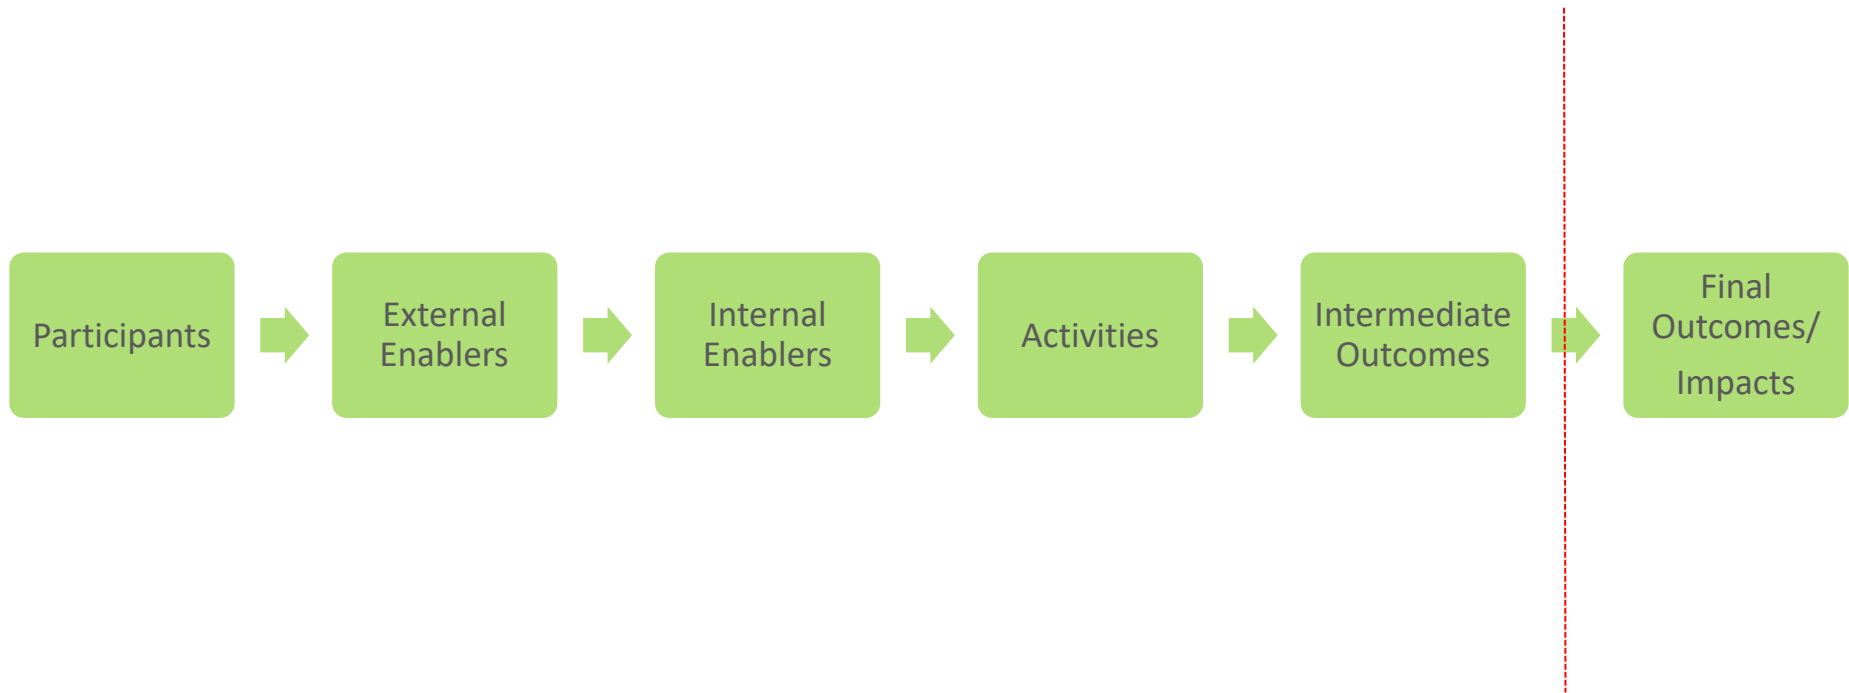 Participants
External
Enablers
Internal
Enablers
Activities
Intermediate
Outcomes
Final
Outcomes/
Impacts